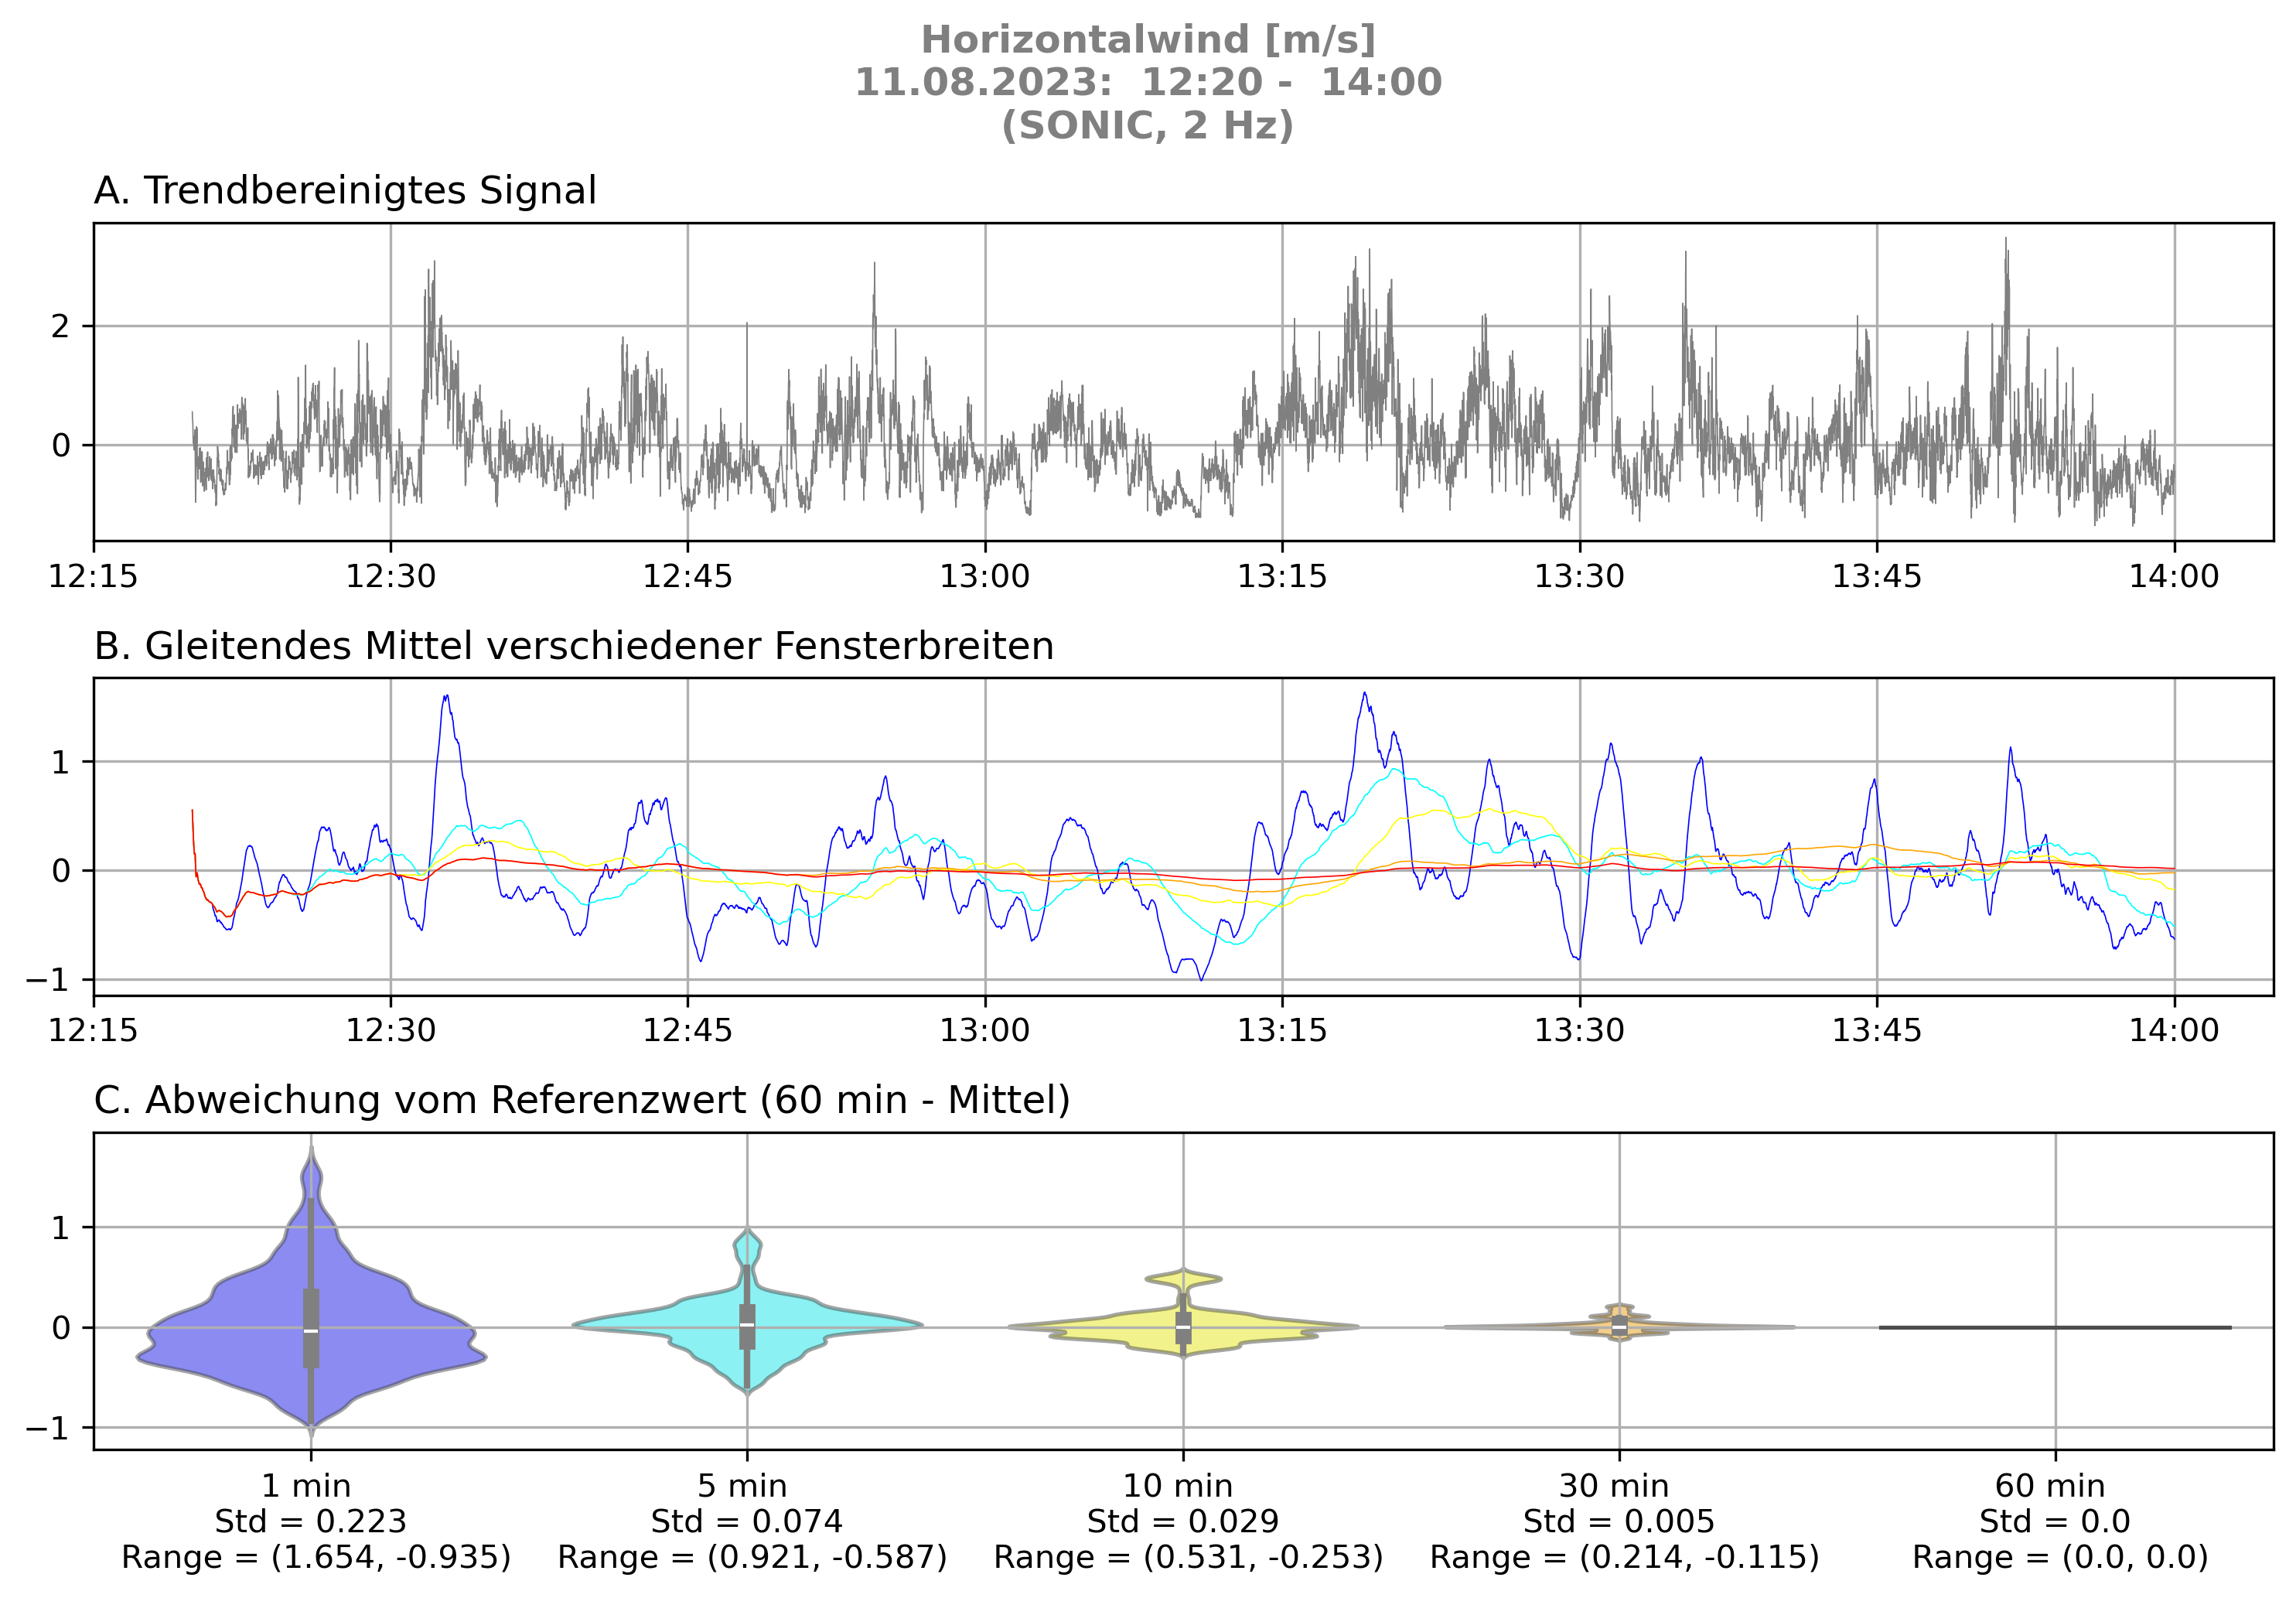 Horizontalwind [m/s]
11.08.2023:  12:20 -  14:00
(SONIC, 2 Hz)
A. Trendbereinigtes Signal
2
0
12:15 12:30 12:45 13:00 13:15 13:30 13:45 14:00
B. Gleitendes Mittel verschiedener Fensterbreiten
1
0
−1
12:15 12:30 12:45 13:00 13:15 13:30 13:45 14:00
C. Abweichung vom Referenzwert (60 min - Mittel)
1
0
−1
1 min 5 min 10 min 30 min 60 min
Std = 0.223 Std = 0.074 Std = 0.029 Std = 0.005 Std = 0.0
Range = (1.654, -0.935) Range = (0.921, -0.587) Range = (0.531, -0.253) Range = (0.214, -0.115) Range = (0.0, 0.0)